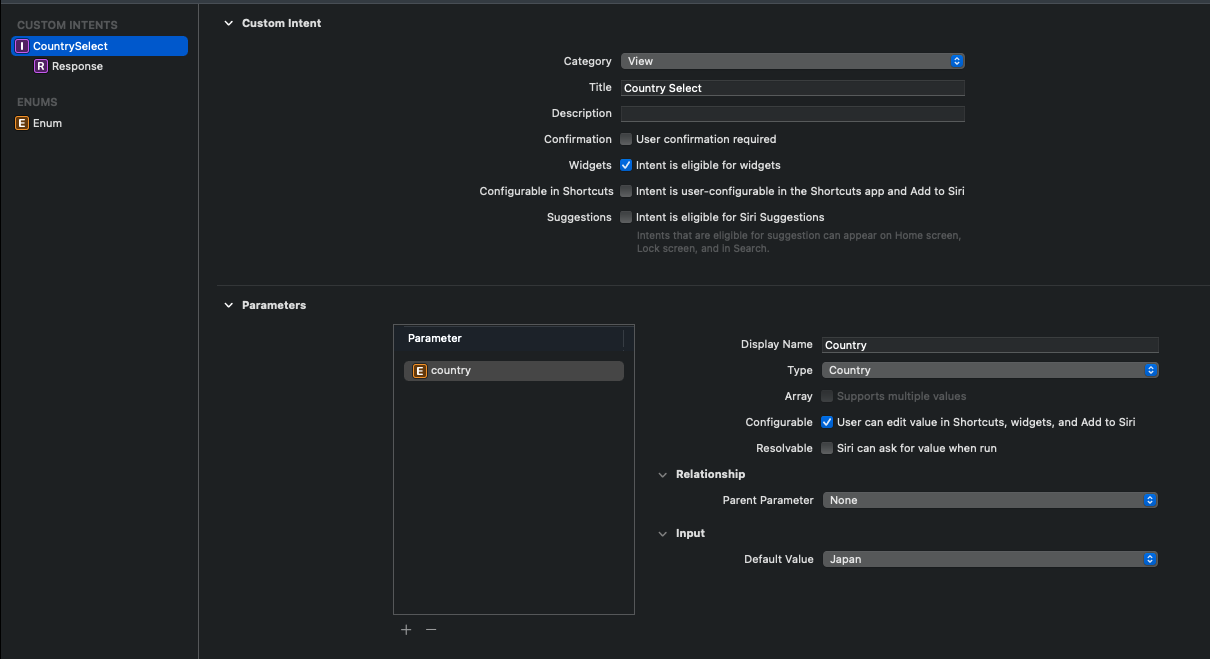 CUSTOM INTENTS
I CountrySelect
R Response
ENUMS
E Enum
Custom Intent
Category View
Title Country Select
Description
Confirmation User confirmation required
Widgets Intent is eligible for widgets
Configurable in Shortcuts Intent is user-configurable in the Shortcuts app and Add to Siri
Suggestions Intent is eligible for Siri Suggestions
Intents that are eligible for suggestion can appear on Home screen,
Lock screen, and in Search.
Parameters
Parameter
E country
Display Name Country
Type Country
Array Supports multiple values
Configurable User can edit value in Shortcuts, widgets, and Add to Siri
Resolvable Siri can ask for value when run
Relationship
Parent Parameter None
Input
Default Value Japan